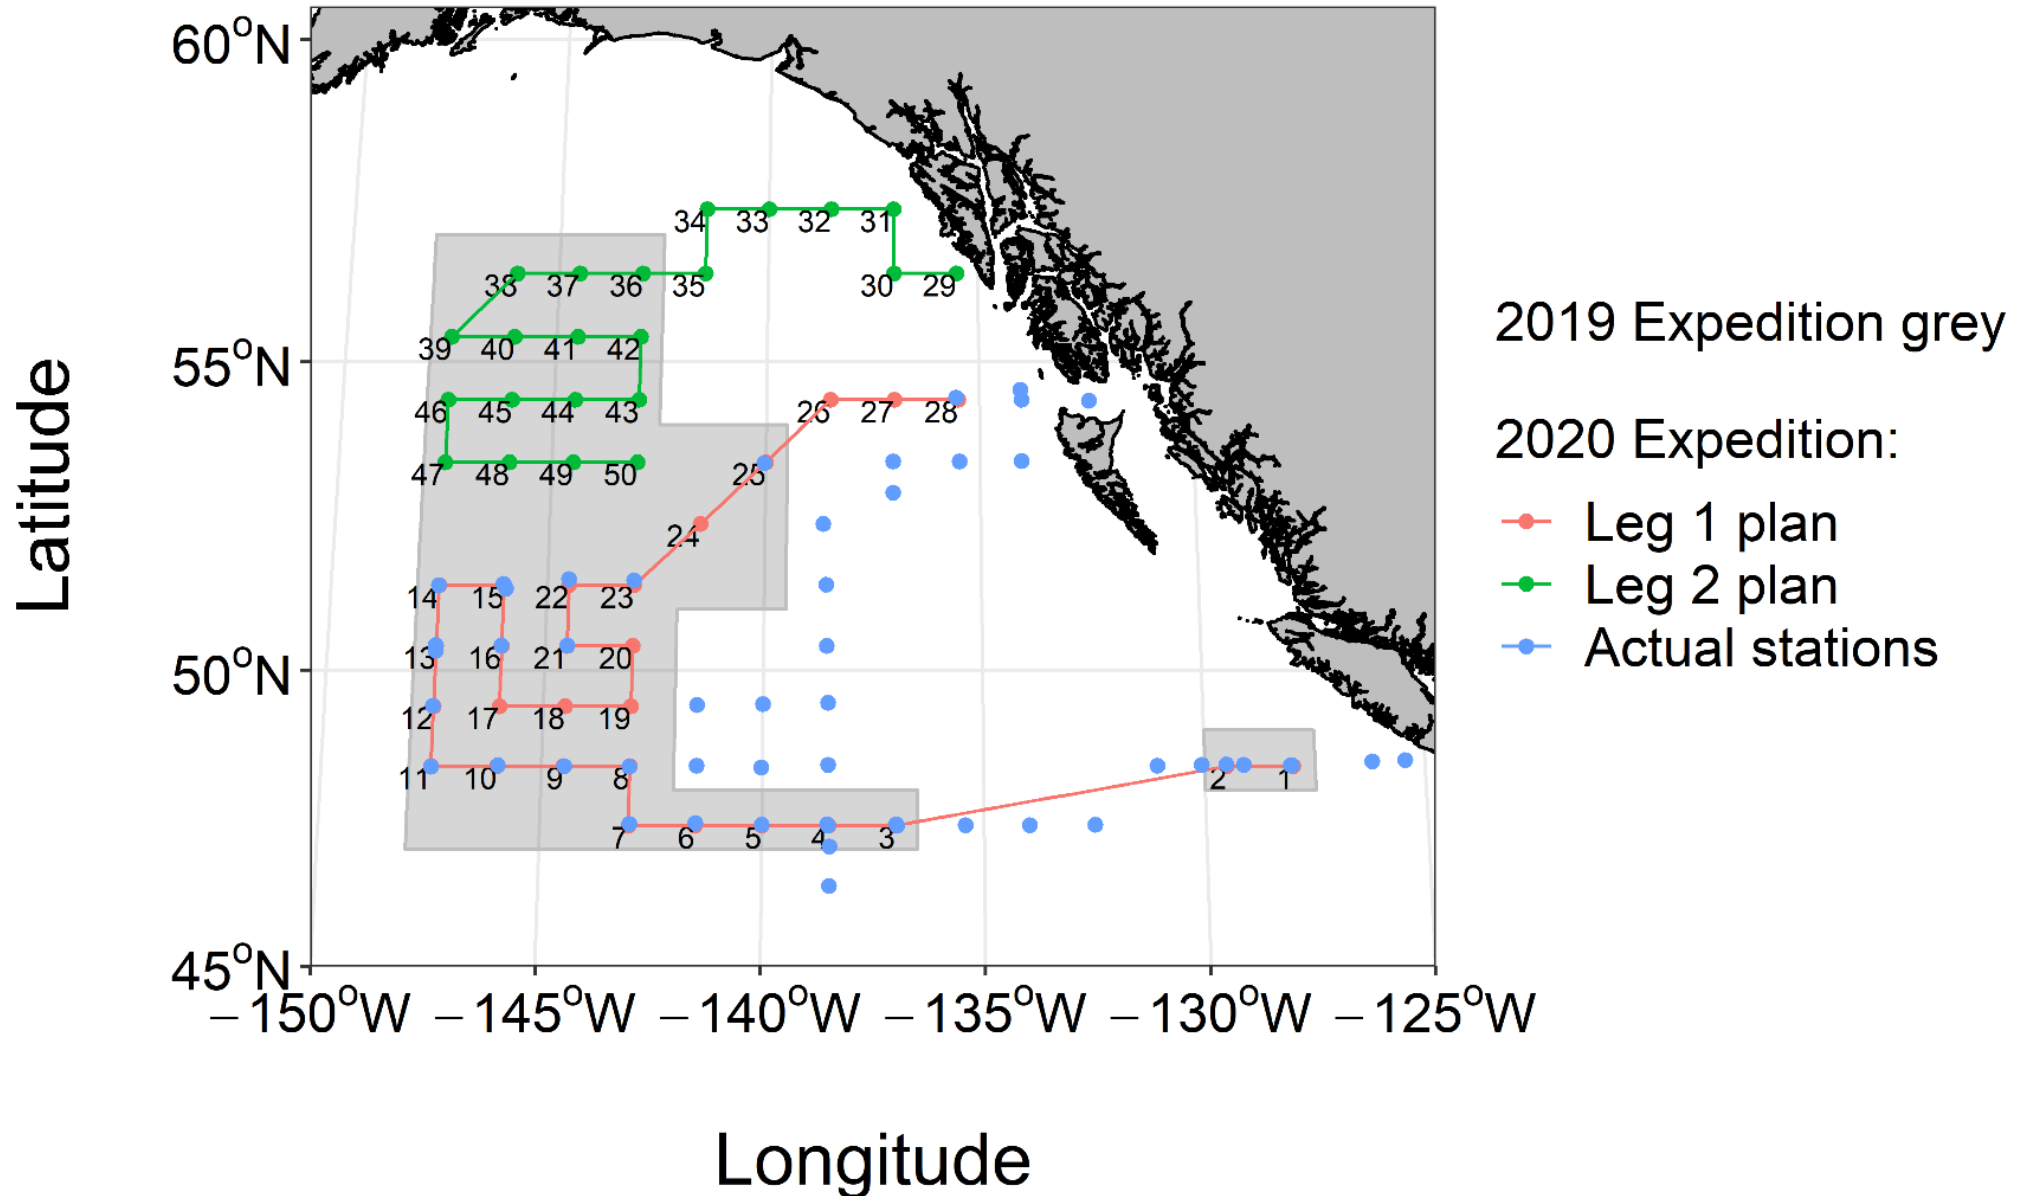 60°N
55°N
50°N
45°N
Latitude
34 33 32 31
38 37 36 35 30 29
39 40 41 42
46 45 44 43 26 27 28
47 48 49 50 25
24
14 15 22 23
13 16 21 20
12 17 18 19
11 10 9 8 2 1
7 6 5 4 3
−150°W −145°W −140°W −135°W −130°W −125°W
Longitude
2019 Expedition grey
2020 Expedition:
Leg 1 plan
Leg 2 plan
Actual stations